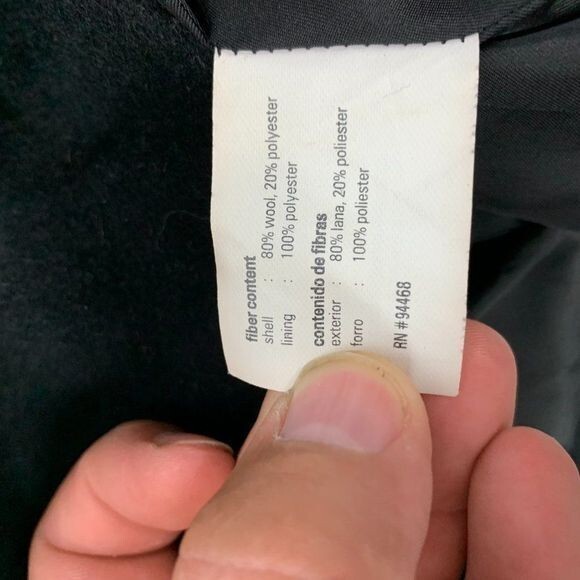 fiber content
shell : 80% wool, 20% polyester
lining : 100% polyester
contenido de fibras
exterior : 80% lana, 20% poliester
forro : 100% poliester
RN # 94468